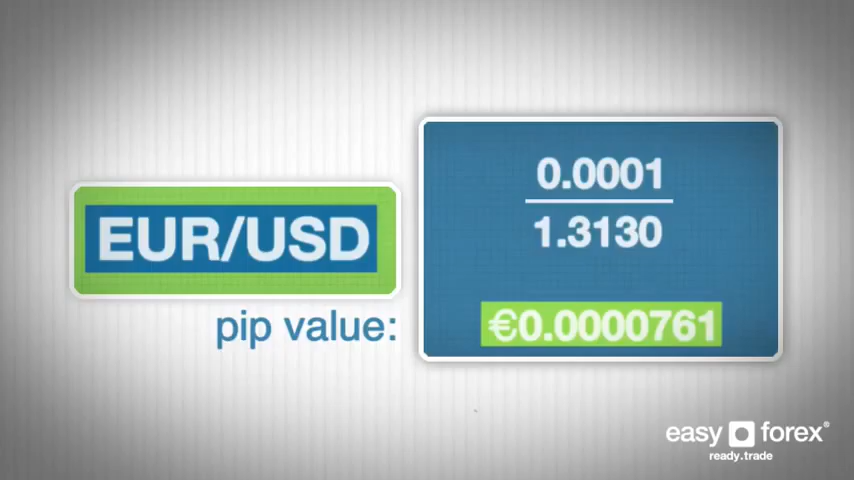 EUR/USD
pip value:
0.0001
1.3130
€0.0000761
easy forex®
ready.trade